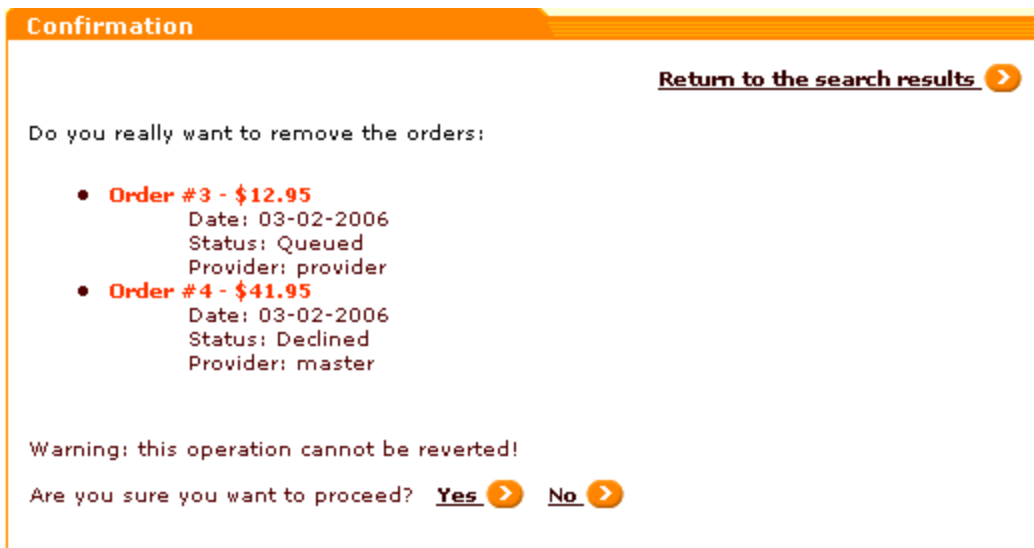 Confirmation
Return to the search results
Do you really want to remove the orders:
Order #3 - $12.95
Date: 03-02-2006
Status: Queued
Provider: provider
Order #4 - $41.95
Date: 03-02-2006
Status: Declined
Provider: master
Warning: this operation cannot be reverted!
Are you sure you want to proceed? Yes No